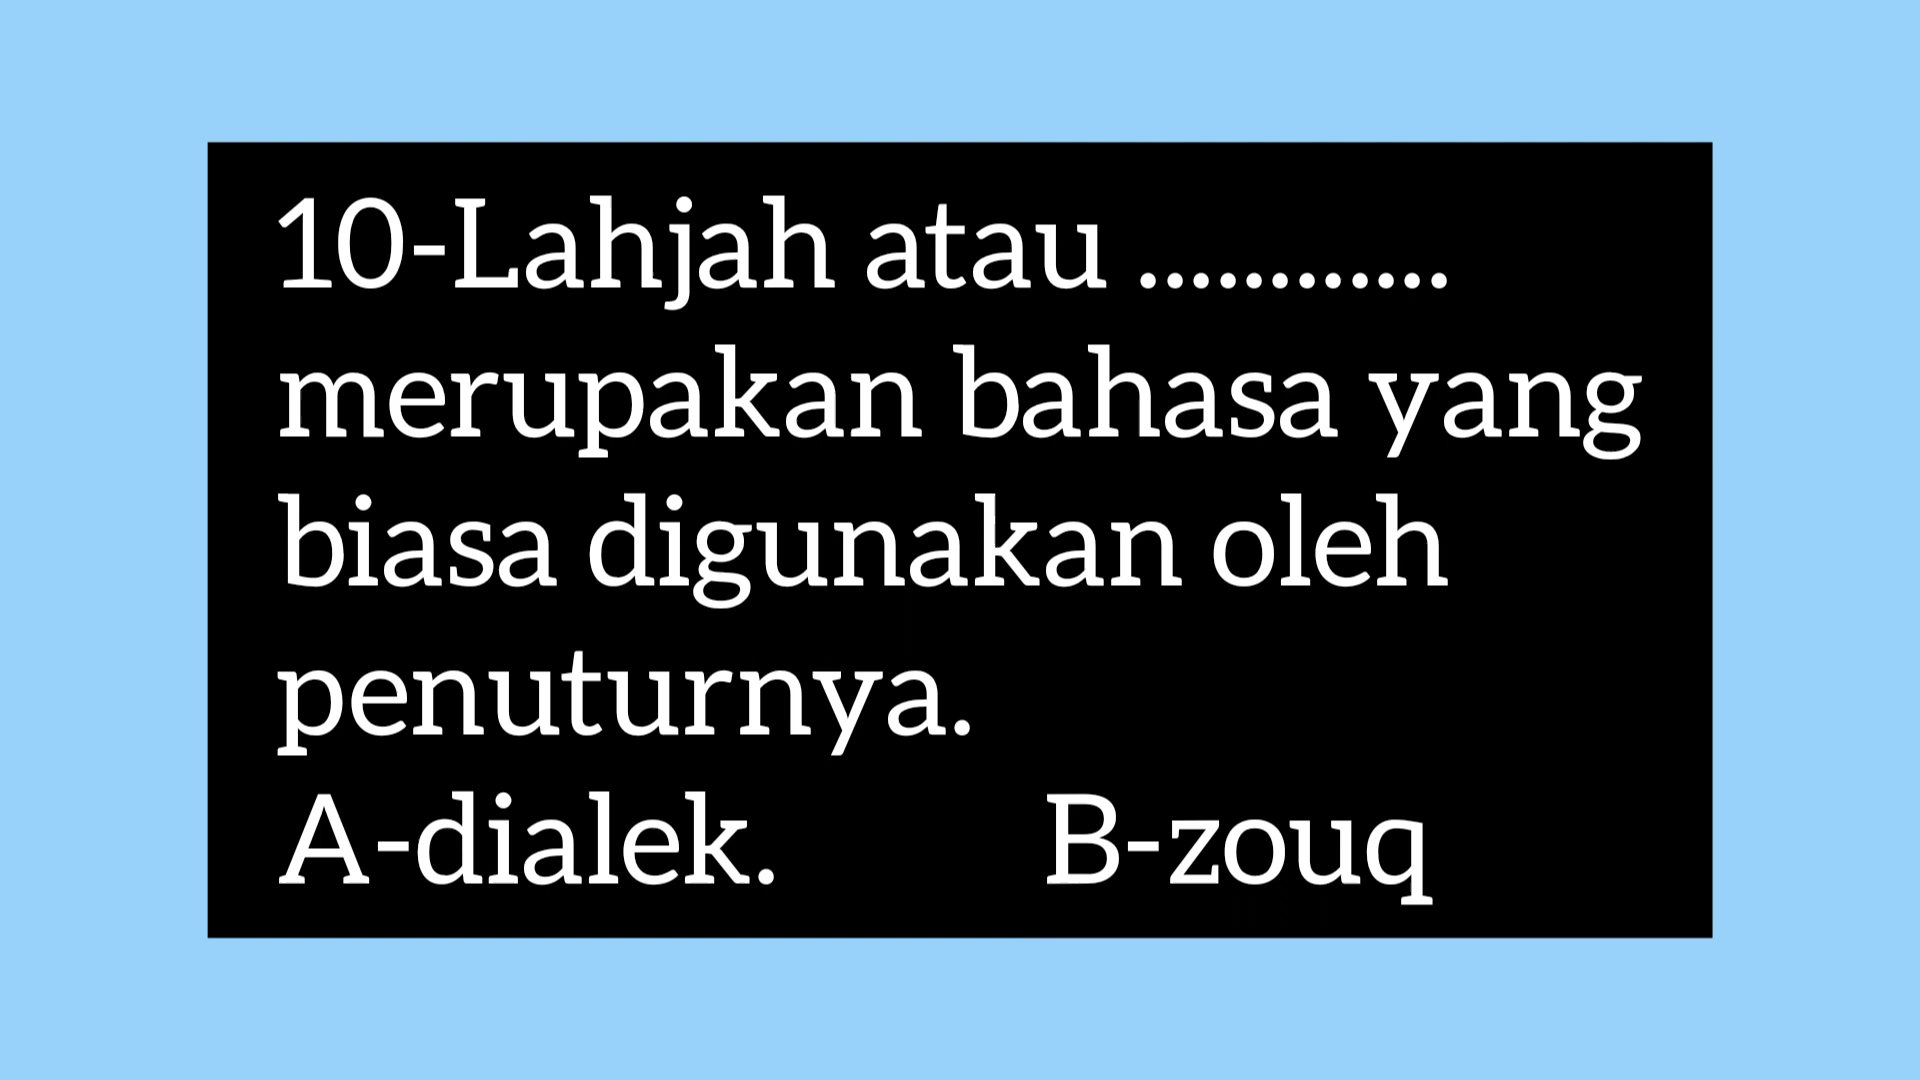 10-Lahjah atau ............
merupakan bahasa yang
biasa digunakan oleh
penuturnya.
A-dialek. B-zouq